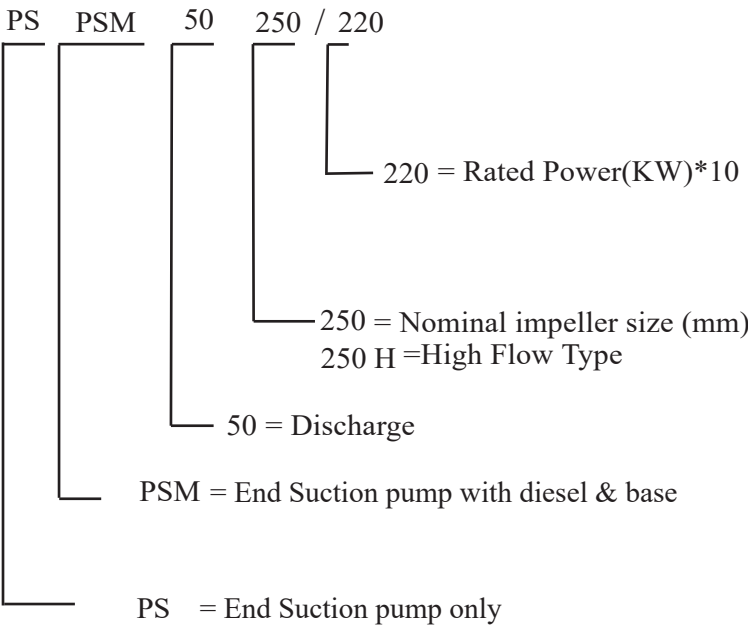 PS PSM 50 250 / 220
220 = Rated Power(KW)*10
250 = Nominal impeller size (mm)
250 H =High Flow Type
50 = Discharge
PSM = End Suction pump with diesel & base
PS = End Suction pump only